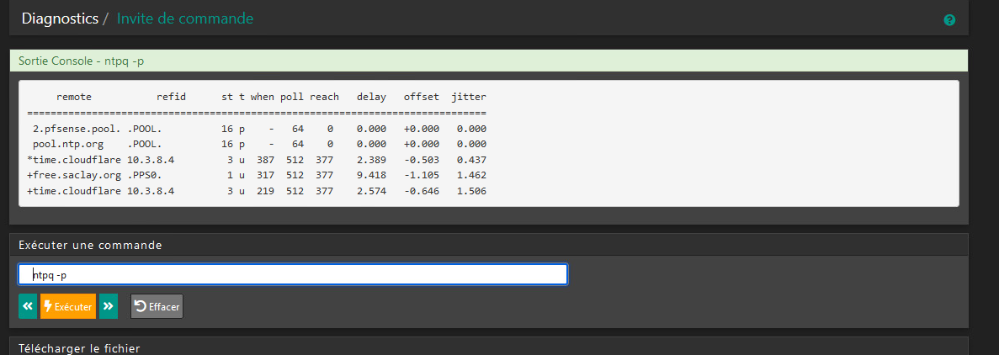 Diagnostics / Invite de commande
Sortie Console - ntpq -p
remote refid st t when poll reach delay offset jitter
==============================================================================
2.pfsense.pool. .POOL. 16 p - 64 0 0.000 +0.000 0.000
pool.ntp.org .POOL. 16 p - 64 0 0.000 +0.000 0.000
*time.cloudflare 10.3.8.4 3 u 387 512 377 2.389 -0.503 0.437
+free.saclay.org .PPS0. 1 u 317 512 377 9.418 -1.105 1.462
+time.cloudflare 10.3.8.4 3 u 219 512 377 2.574 -0.646 1.506
Exécuter une commande
ntpq -p
Exécuter Effacer
Télécharger le fichier